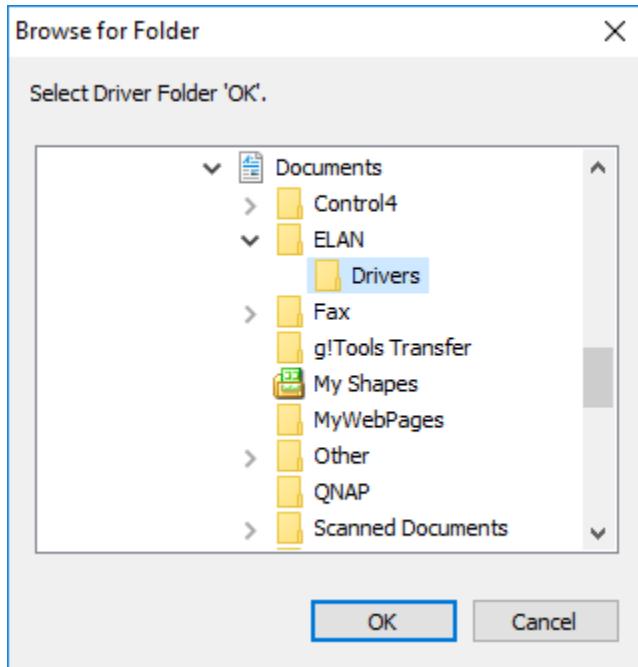 Browse for Folder
Select Driver Folder 'OK'.
Documents
Control4
ELAN
Drivers
Fax
g!Tools Transfer
My Shapes
MyWebPages
Other
QNAP
Scanned Documents
OK Cancel